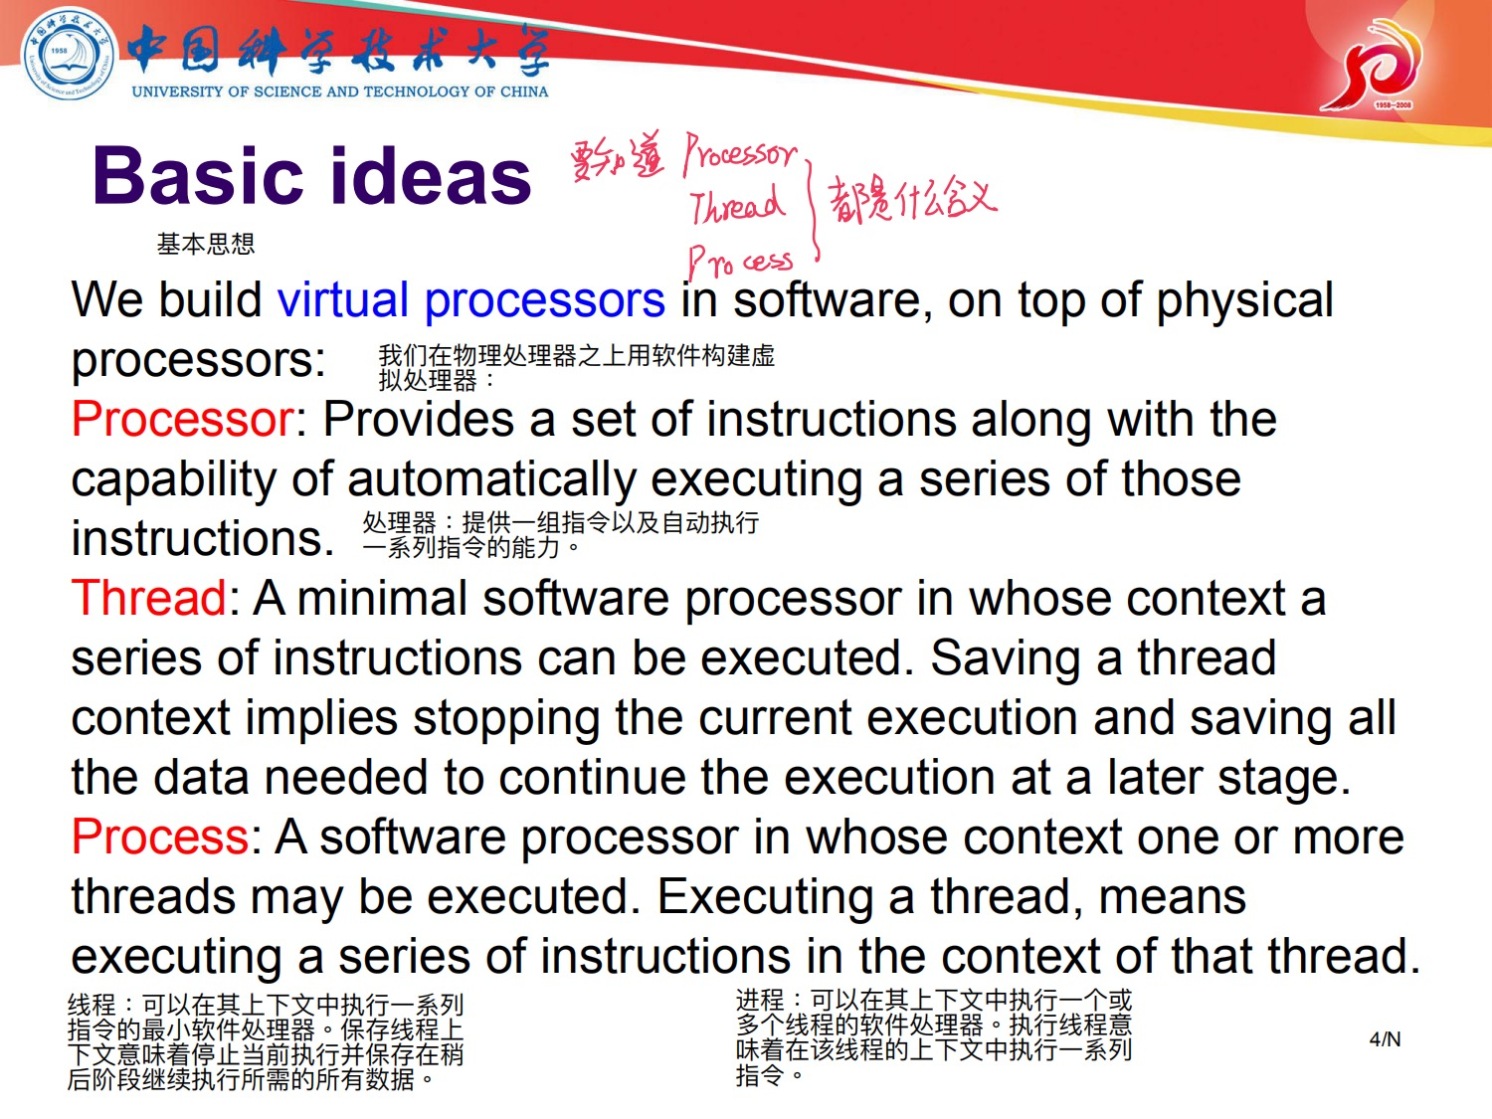 中国科学技术大学
UNIVERSITY OF SCIENCE AND TECHNOLOGY OF CHINA
1958
1958-2008
Basic ideas
要知道 Processor
Thread
Process
都是什么含义
基本思想
We build virtual processors in software, on top of physical
processors:
我们在物理处理器之上用软件构建虚
拟处理器：
Processor: Provides a set of instructions along with the
capability of automatically executing a series of those
instructions.
处理器：提供一组指令以及自动执行
一系列指令的能力。
Thread: A minimal software processor in whose context a
series of instructions can be executed. Saving a thread
context implies stopping the current execution and saving all
the data needed to continue the execution at a later stage.
Process: A software processor in whose context one or more
threads may be executed. Executing a thread, means
executing a series of instructions in the context of that thread.
线程：可以在其上下文中执行一系列
指令的最小软件处理器。保存线程上
下文意味着停止当前执行并保存在稍
后阶段继续执行所需的所有数据。
进程：可以在其上下文中执行一个或
多个线程的软件处理器。执行线程意
味着在该线程的上下文中执行一系列
指令。
4/N